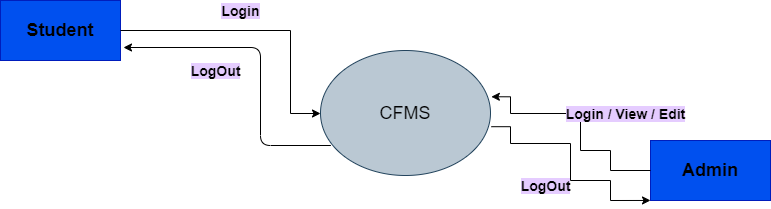 Login
Student
LogOut
CFMS
Login / View / Edit
Admin
LogOut